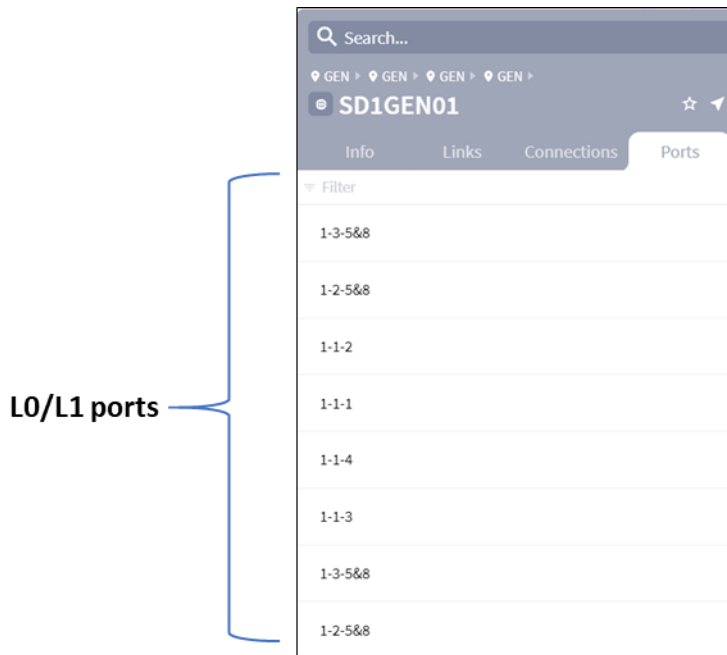 Search...
GEN GEN GEN GEN
SD1GEN01
Info Links Connections Ports
Filter
1-3-5&8
1-2-5&8
1-1-2
1-1-1
L0/L1 ports
1-1-4
1-1-3
1-3-5&8
1-2-5&8